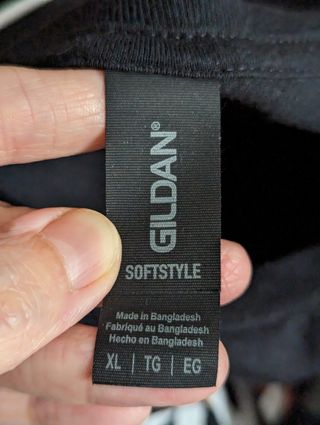 GILDAN®
SOFTSTYLE
Made in Bangladesh
Fabriqué au Bangladesh
Hecho en Bangladesh
XL | TG | EG